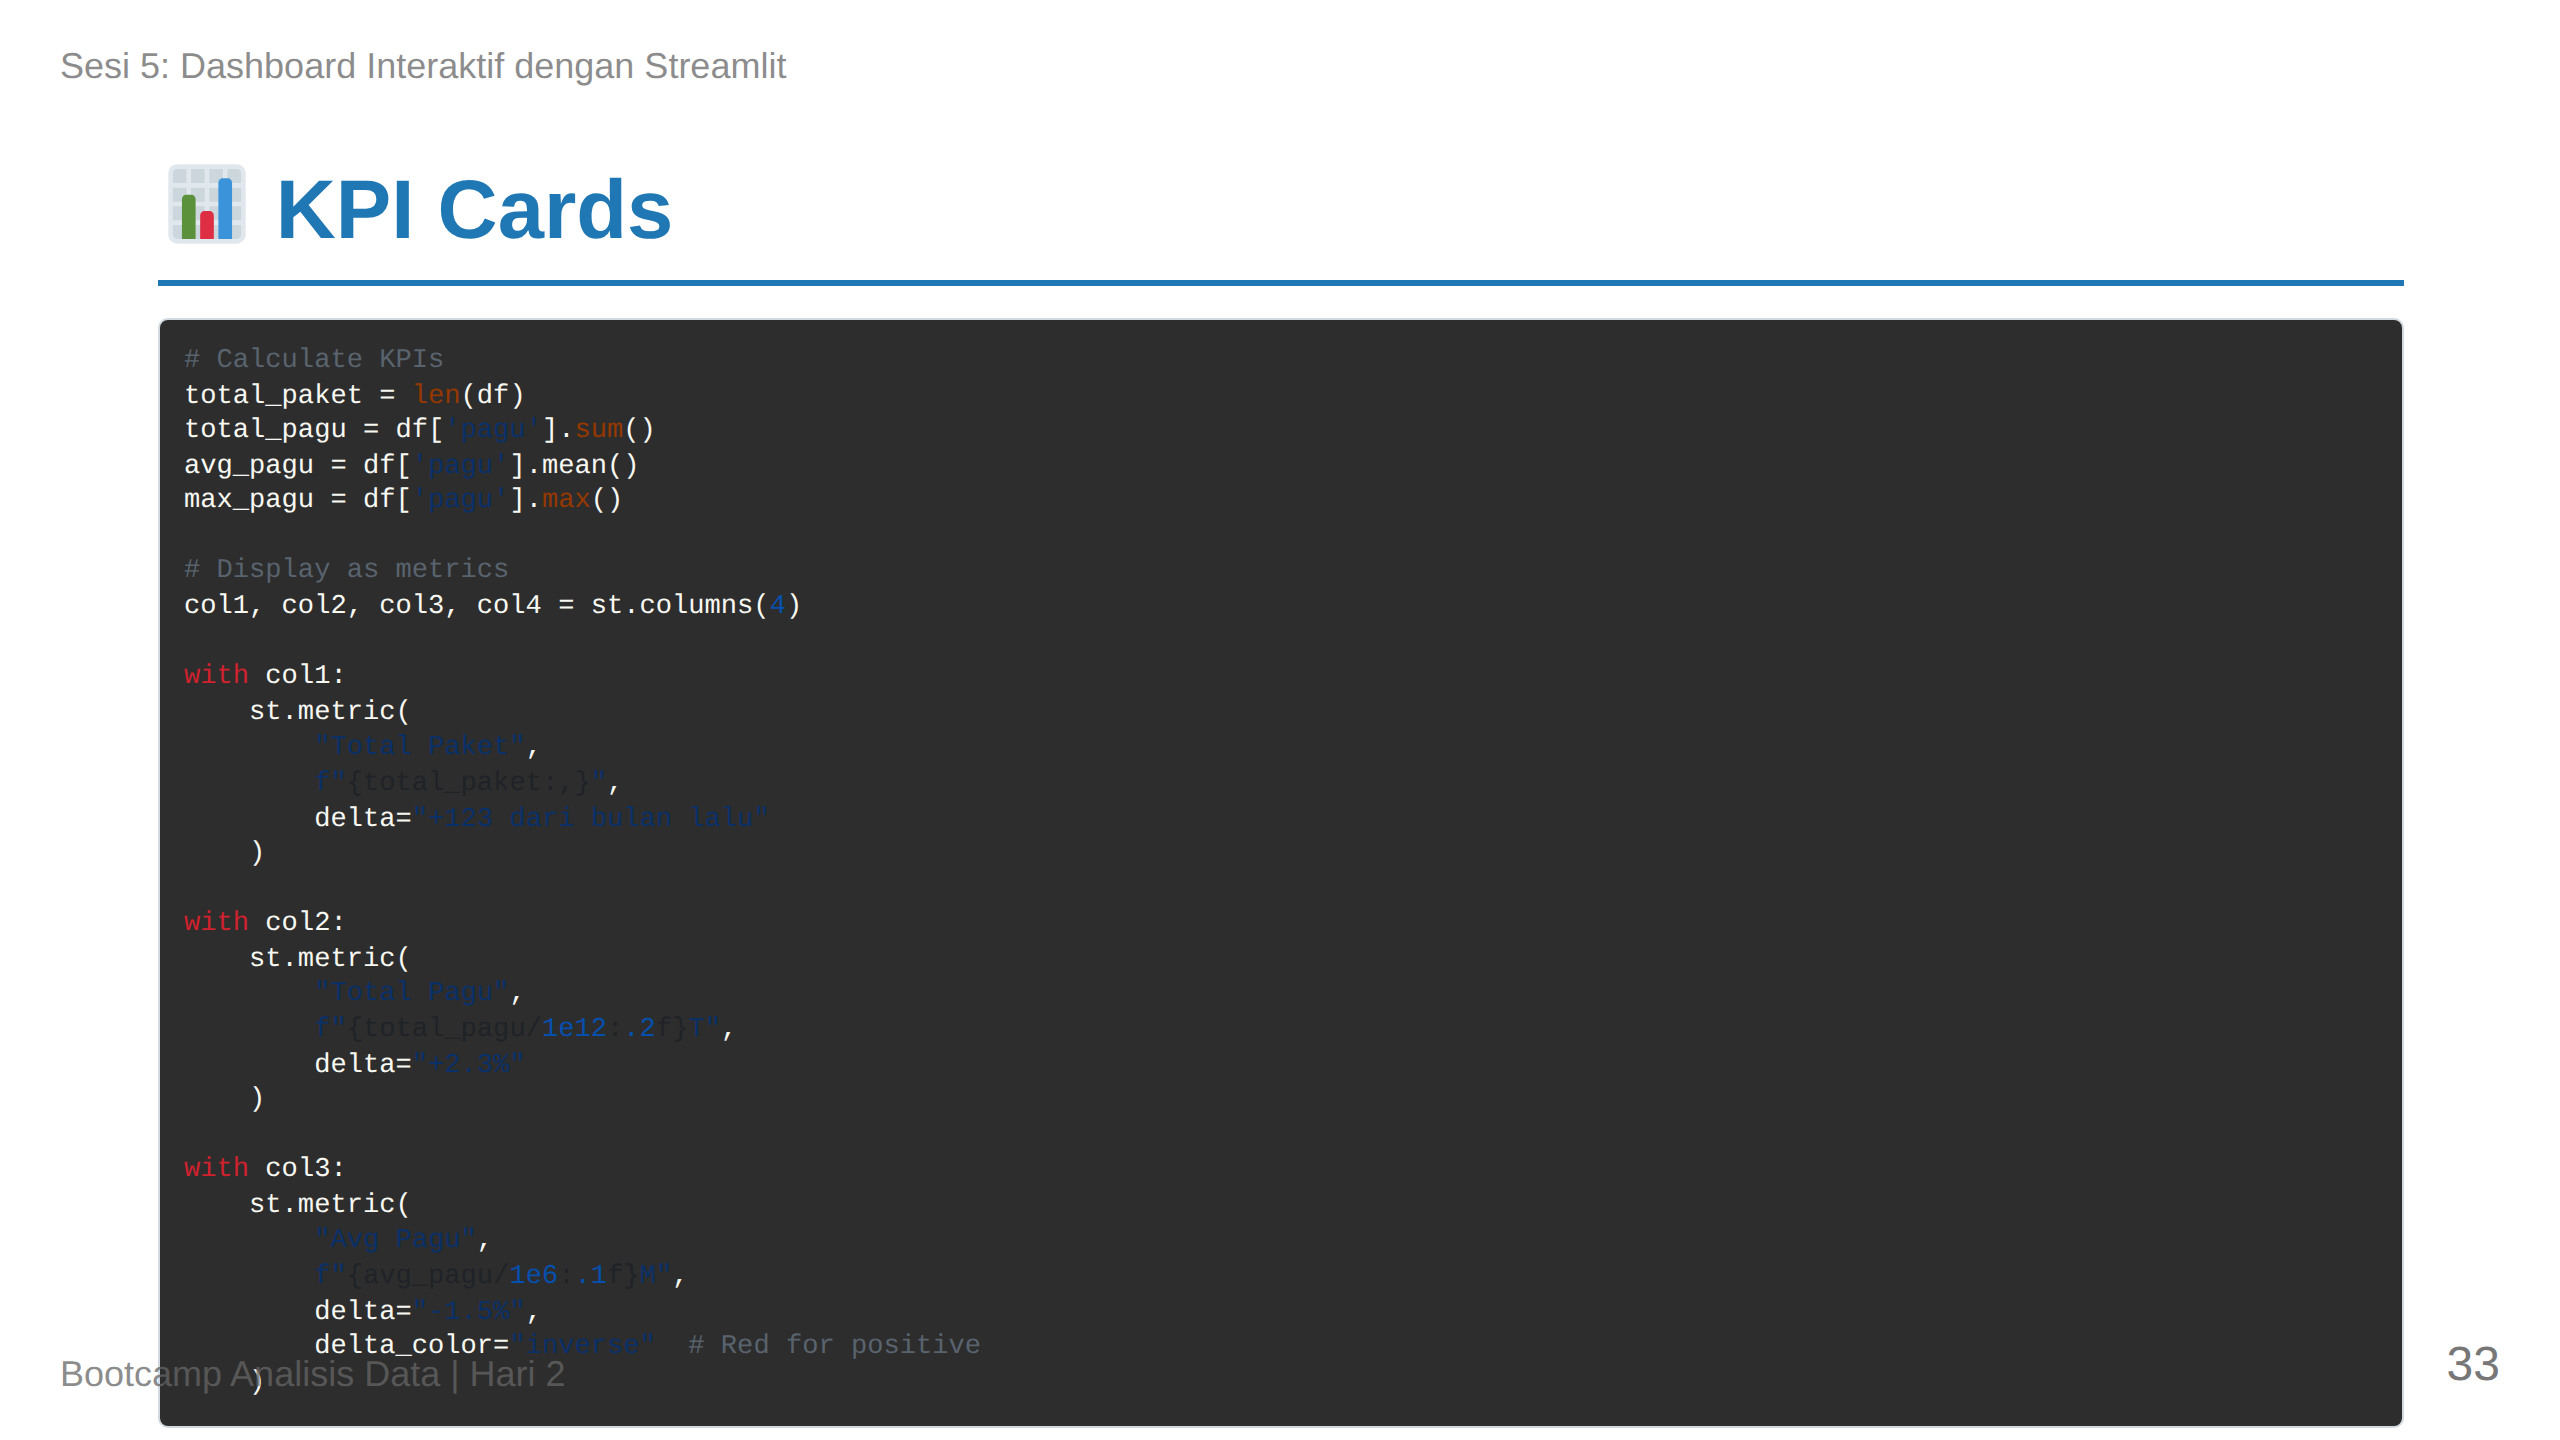 Sesi 5: Dashboard Interaktif dengan Streamlit
KPI Cards
# Calculate KPIs
total_paket = len(df)
total_pagu = df['pagu'].sum()
avg_pagu = df['pagu'].mean()
max_pagu = df['pagu'].max()
# Display as metrics
col1, col2, col3, col4 = st.columns(4)
with col1:
    st.metric(
        "Total Paket",
        f"{total_paket:,}",
        delta="+123 dari bulan lalu"
    )
with col2:
    st.metric(
        "Total Pagu",
        f"{total_pagu/1e12:.2f}T",
        delta="+2.3%"
    )
with col3:
    st.metric(
        "Avg Pagu",
        f"{avg_pagu/1e6:.1f}M",
        delta="-1.5%",
        delta_color="inverse"  # Red for positive
    )
Bootcamp Analisis Data | Hari 2
33